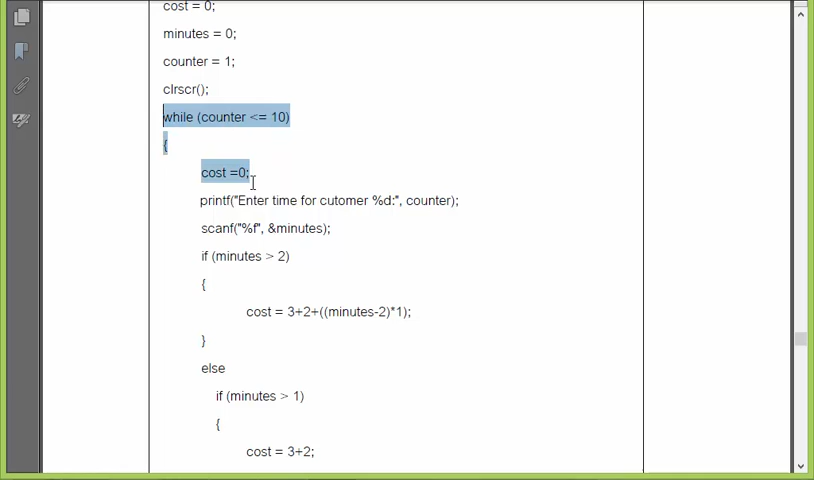 cost = 0;
minutes = 0;
counter = 1;
clrscr();
while (counter <= 10)
{
cost =0;
printf("Enter time for cutomer %d:", counter);
scanf("%f", &minutes);
if (minutes > 2)
{
cost = 3+2+((minutes-2)*1);
}
else
if (minutes > 1)
{
cost = 3+2;